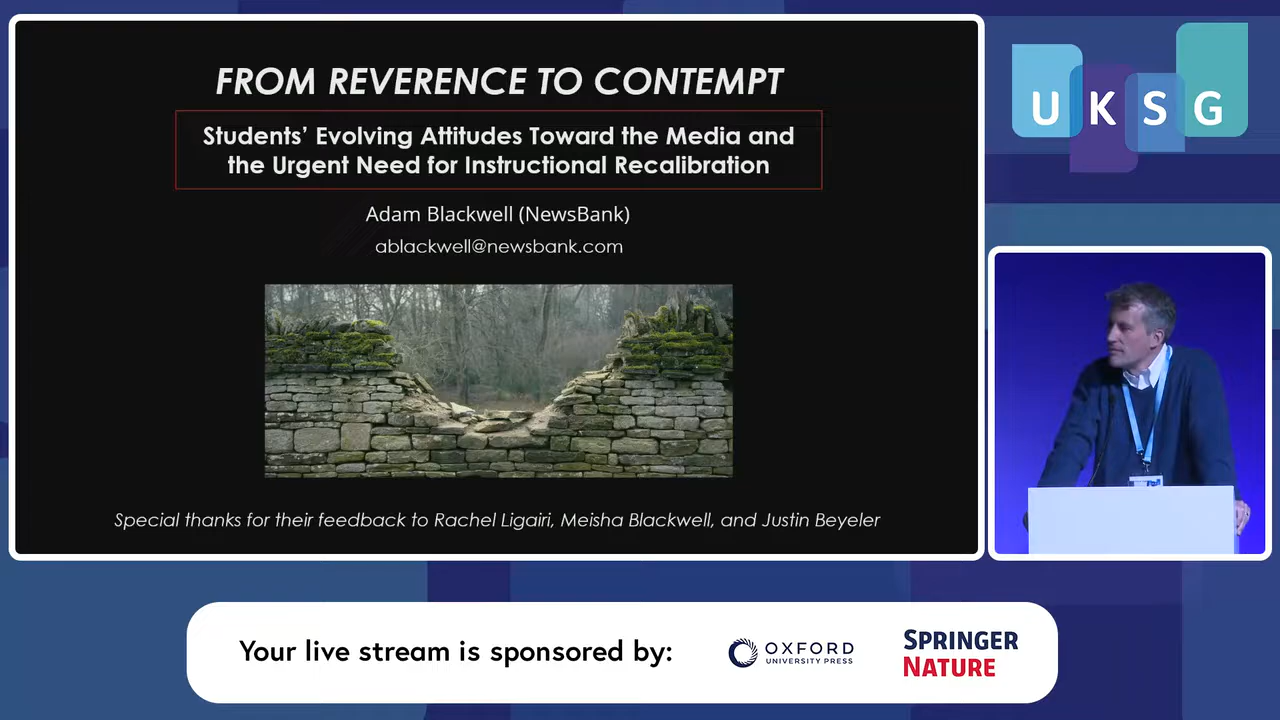 FROM REVERENCE TO CONTEMPT
Students’ Evolving Attitudes Toward the Media and
the Urgent Need for Instructional Recalibration
Adam Blackwell (NewsBank)
ablackwell@newsbank.com
Special thanks for their feedback to Rachel Ligairi, Meisha Blackwell, and Justin Beyeler
UKSG
Your live stream is sponsored by:
OXFORD
UNIVERSITY PRESS
SPRINGER
NATURE